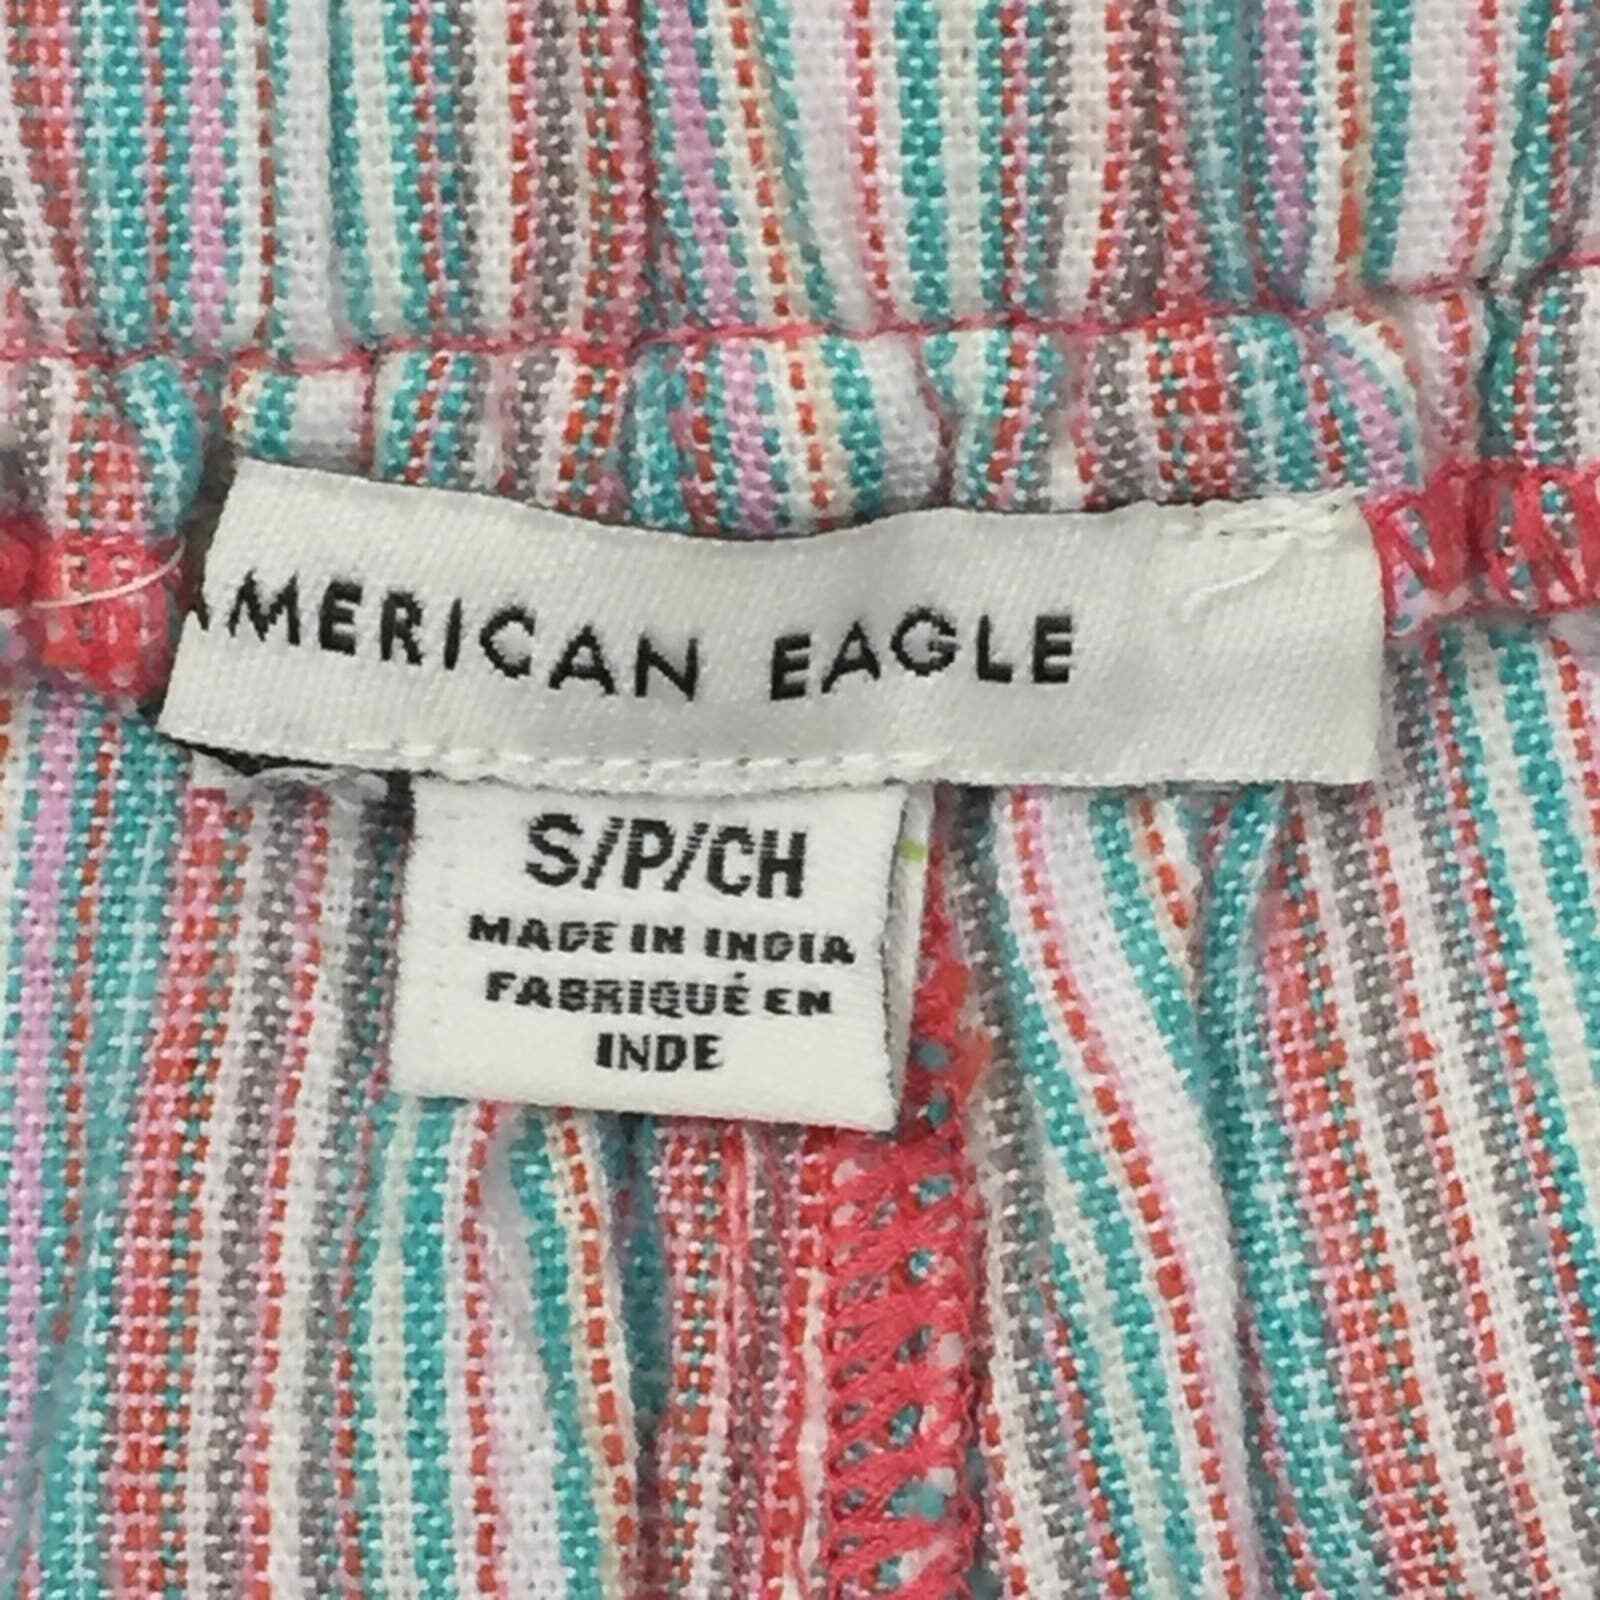 AMERICAN EAGLE
S/P/CH
MADE IN INDIA
FABRIQUÉ EN
INDE